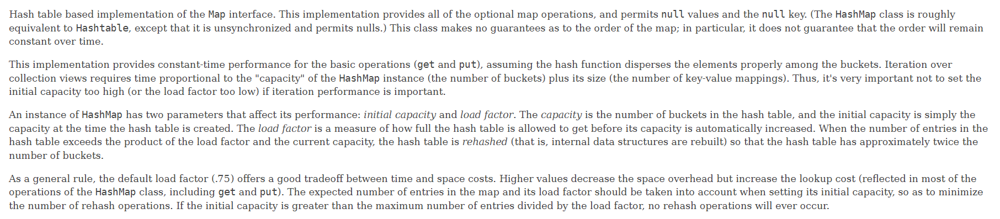 Hash table based implementation of the Map interface. This implementation provides all of the optional map operations, and permits null values and the null key. (The HashMap class is roughly
equivalent to Hashtable, except that it is unsynchronized and permits nulls.) This class makes no guarantees as to the order of the map; in particular, it does not guarantee that the order will remain
constant over time.
This implementation provides constant-time performance for the basic operations (get and put), assuming the hash function disperses the elements properly among the buckets. Iteration over
collection views requires time proportional to the "capacity" of the HashMap instance (the number of buckets) plus its size (the number of key-value mappings). Thus, it's very important not to set the
initial capacity too high (or the load factor too low) if iteration performance is important.
An instance of HashMap has two parameters that affect its performance: initial capacity and load factor. The capacity is the number of buckets in the hash table, and the initial capacity is simply the
capacity at the time the hash table is created. The load factor is a measure of how full the hash table is allowed to get before its capacity is automatically increased. When the number of entries in the
hash table exceeds the product of the load factor and the current capacity, the hash table is rehashed (that is, internal data structures are rebuilt) so that the hash table has approximately twice the
number of buckets.
As a general rule, the default load factor (.75) offers a good tradeoff between time and space costs. Higher values decrease the space overhead but increase the lookup cost (reflected in most of the
operations of the HashMap class, including get and put). The expected number of entries in the map and its load factor should be taken into account when setting its initial capacity, so as to minimize
the number of rehash operations. If the initial capacity is greater than the maximum number of entries divided by the load factor, no rehash operations will ever occur.